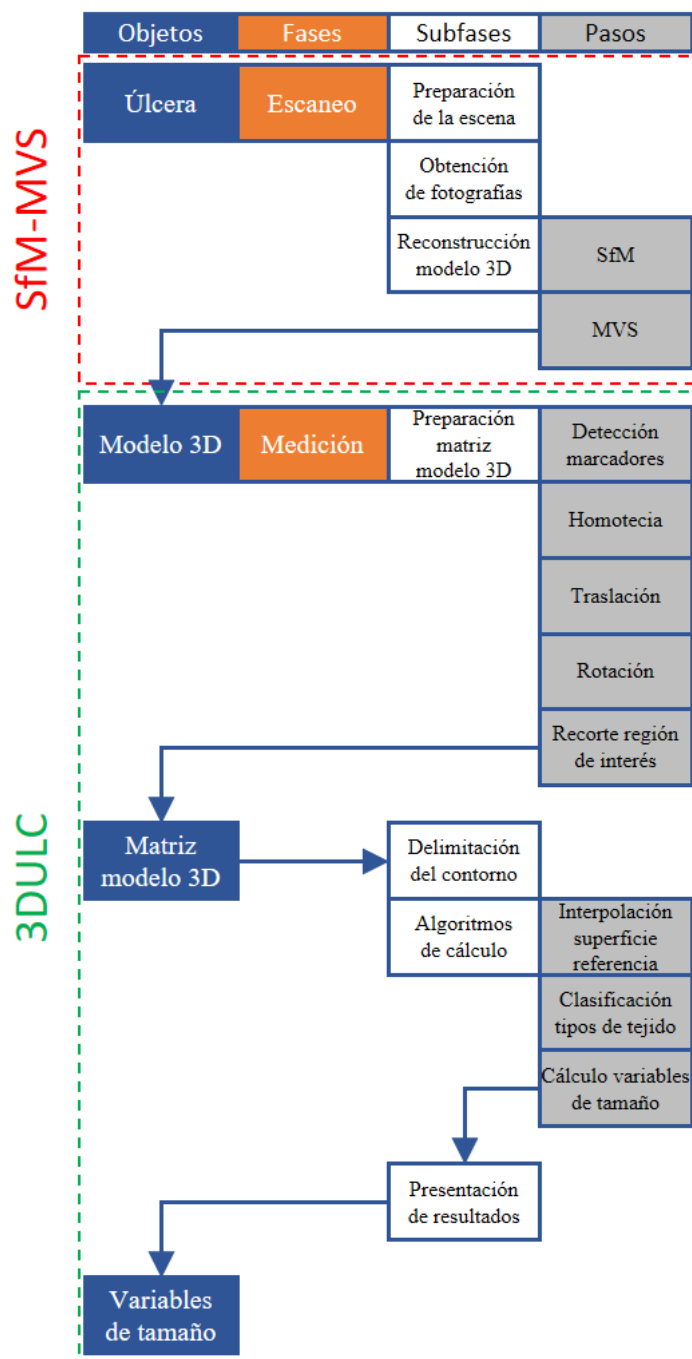 Objetos
Fases
Subfases
Pasos
SfM-MVS
Úlcera
Escaneo
Preparación
de la escena
Obtención
de fotografías
Reconstrucción
modelo 3D
SfM
MVS
3DULC
Modelo 3D
Medición
Preparación
matriz
modelo 3D
Detección
marcadores
Homotecia
Traslación
Rotación
Recorte región
de interés
Matriz
modelo 3D
Delimitación
del contorno
Algoritmos
de cálculo
Interpolación
superficie
referencia
Clasificación
tipos de tejido
Cálculo variables
de tamaño
Presentación
de resultados
Variables
de tamaño